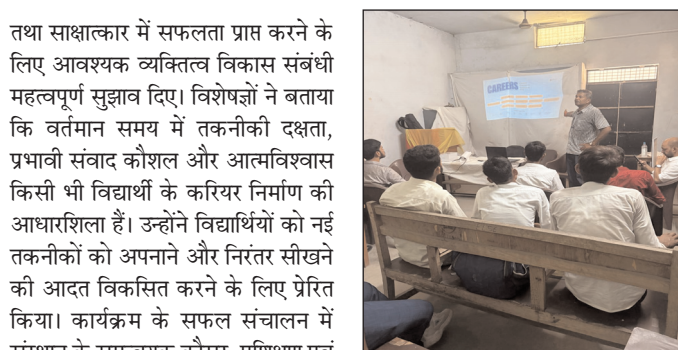 तथा साक्षात्कार में सफलता प्राप्त करने के
लिए आवश्यक व्यक्तित्व विकास संबंधी
महत्वपूर्ण सुझाव दिए। विशेषज्ञों ने बताया
कि वर्तमान समय में तकनीकी दक्षता,
प्रभावी संवाद कौशल और आत्मविश्वास
किसी भी विद्यार्थी के करियर निर्माण की
आधारशिला हैं। उन्होंने विद्यार्थियों को नई
तकनीकों को अपनाने और निरंतर सीखने
की आदत विकसित करने के लिए प्रेरित
किया। कार्यक्रम के सफल संचालन में
CAREERS